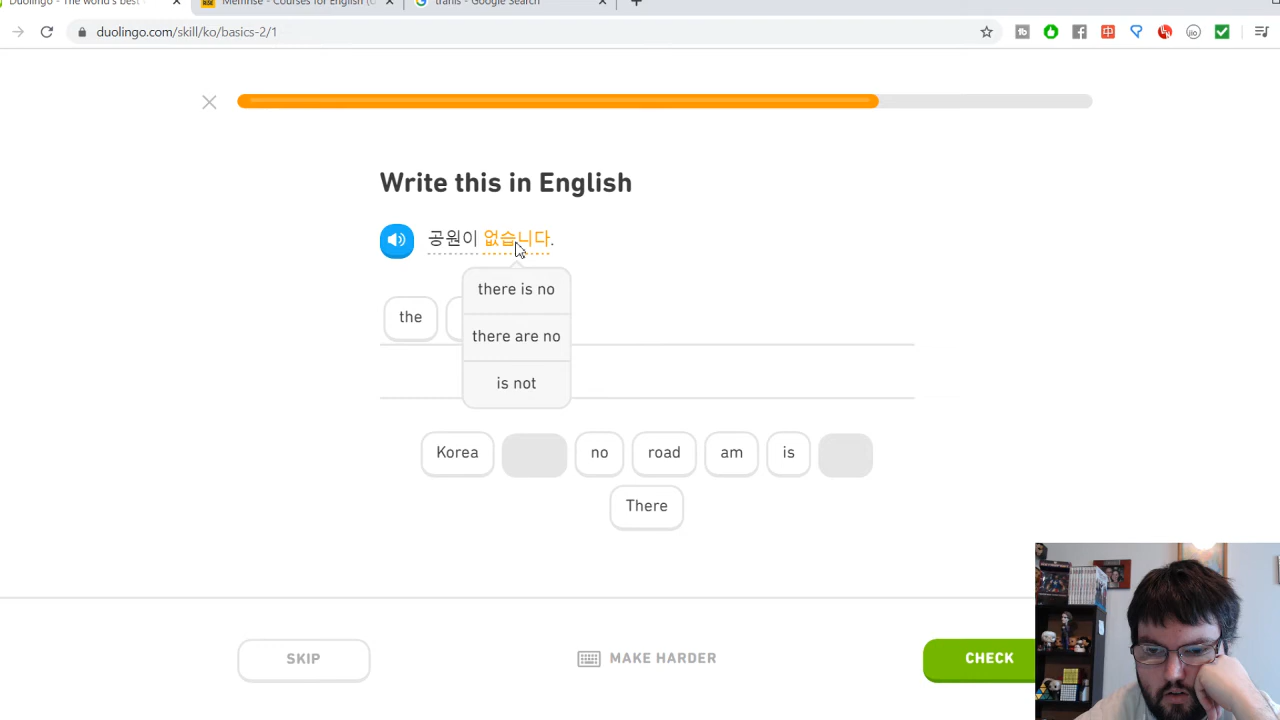 Duolingo - The world's best
Memrise - Courses for English (
tranis - Google Search
duolingo.com/skill/ko/basics-2/1
Write this in English
공원이 없습니다.
there is no
the
there are no
is not
Korea no road am is
There
SKIP
MAKE HARDER
CHECK